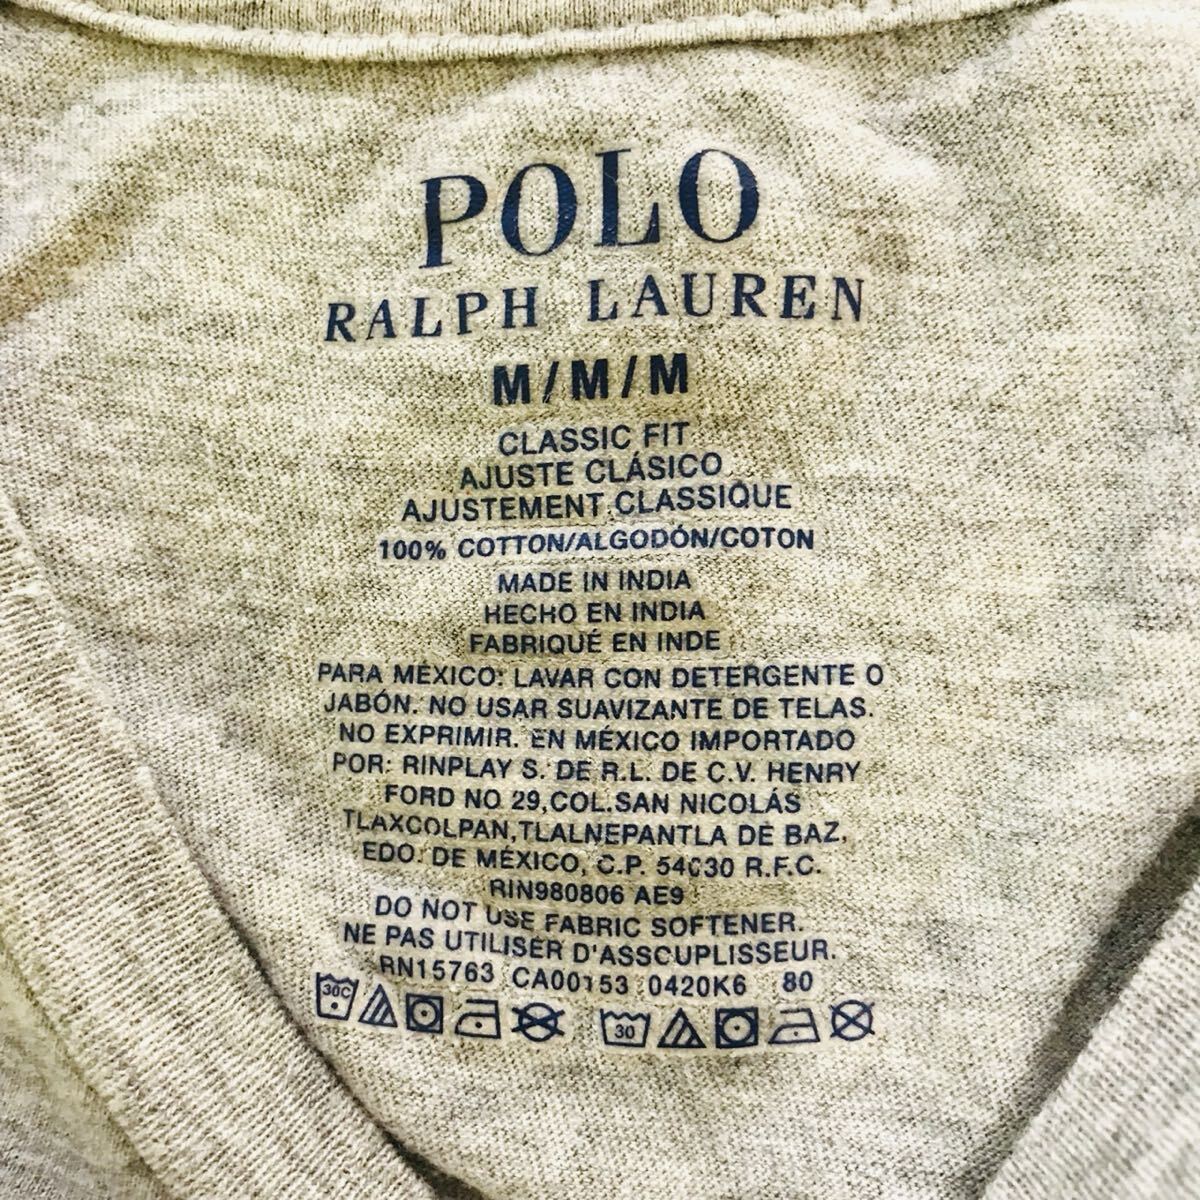 POLO
RALPH LAUREN
M/M/M
CLASSIC FIT
AJUSTE CLÁSICO
AJUSTEMENT CLASSIQUE
100% COTTON/ALGODÓN/COTON
MADE IN INDIA
HECHO EN INDIA
FABRIQUÉ EN INDE
PARA MÉXICO: LAVAR CON DETERGENTE O
JABÓN. NO USAR SUAVIZANTE DE TELAS.
NO EXPRIMIR. EN MÉXICO IMPORTADO
POR: RINPLAY S. DE R.L. DE C.V. HENRY
FORD NO 29,COL.SAN NICOLÁS
TLAXCOLPAN,TLALNEPANTLA DE BAZ,
EDO. DE MÉXICO, C.P. 54030 R.F.C.
RIN980806 AE9
DO NOT USE FABRIC SOFTENER.
NE PAS UTILISER D'ASSOUPLISSEUR.
RN15763 CA00153 0420K6 80
30C 30